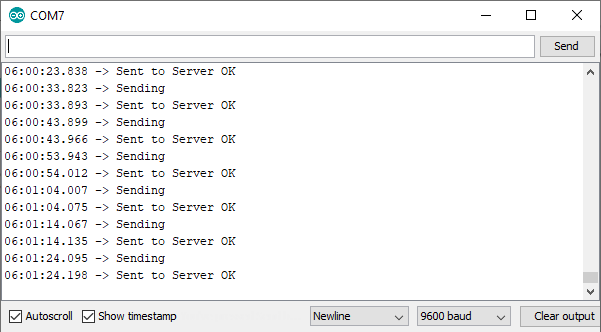 COM7
Send
06:00:23.838 -> Sent to Server OK
06:00:33.823 -> Sending
06:00:33.893 -> Sent to Server OK
06:00:43.899 -> Sending
06:00:43.966 -> Sent to Server OK
06:00:53.943 -> Sending
06:00:54.012 -> Sent to Server OK
06:01:04.007 -> Sending
06:01:04.075 -> Sent to Server OK
06:01:14.067 -> Sending
06:01:14.135 -> Sent to Server OK
06:01:24.095 -> Sending
06:01:24.198 -> Sent to Server OK
Autoscroll Show timestamp Newline 9600 baud Clear output